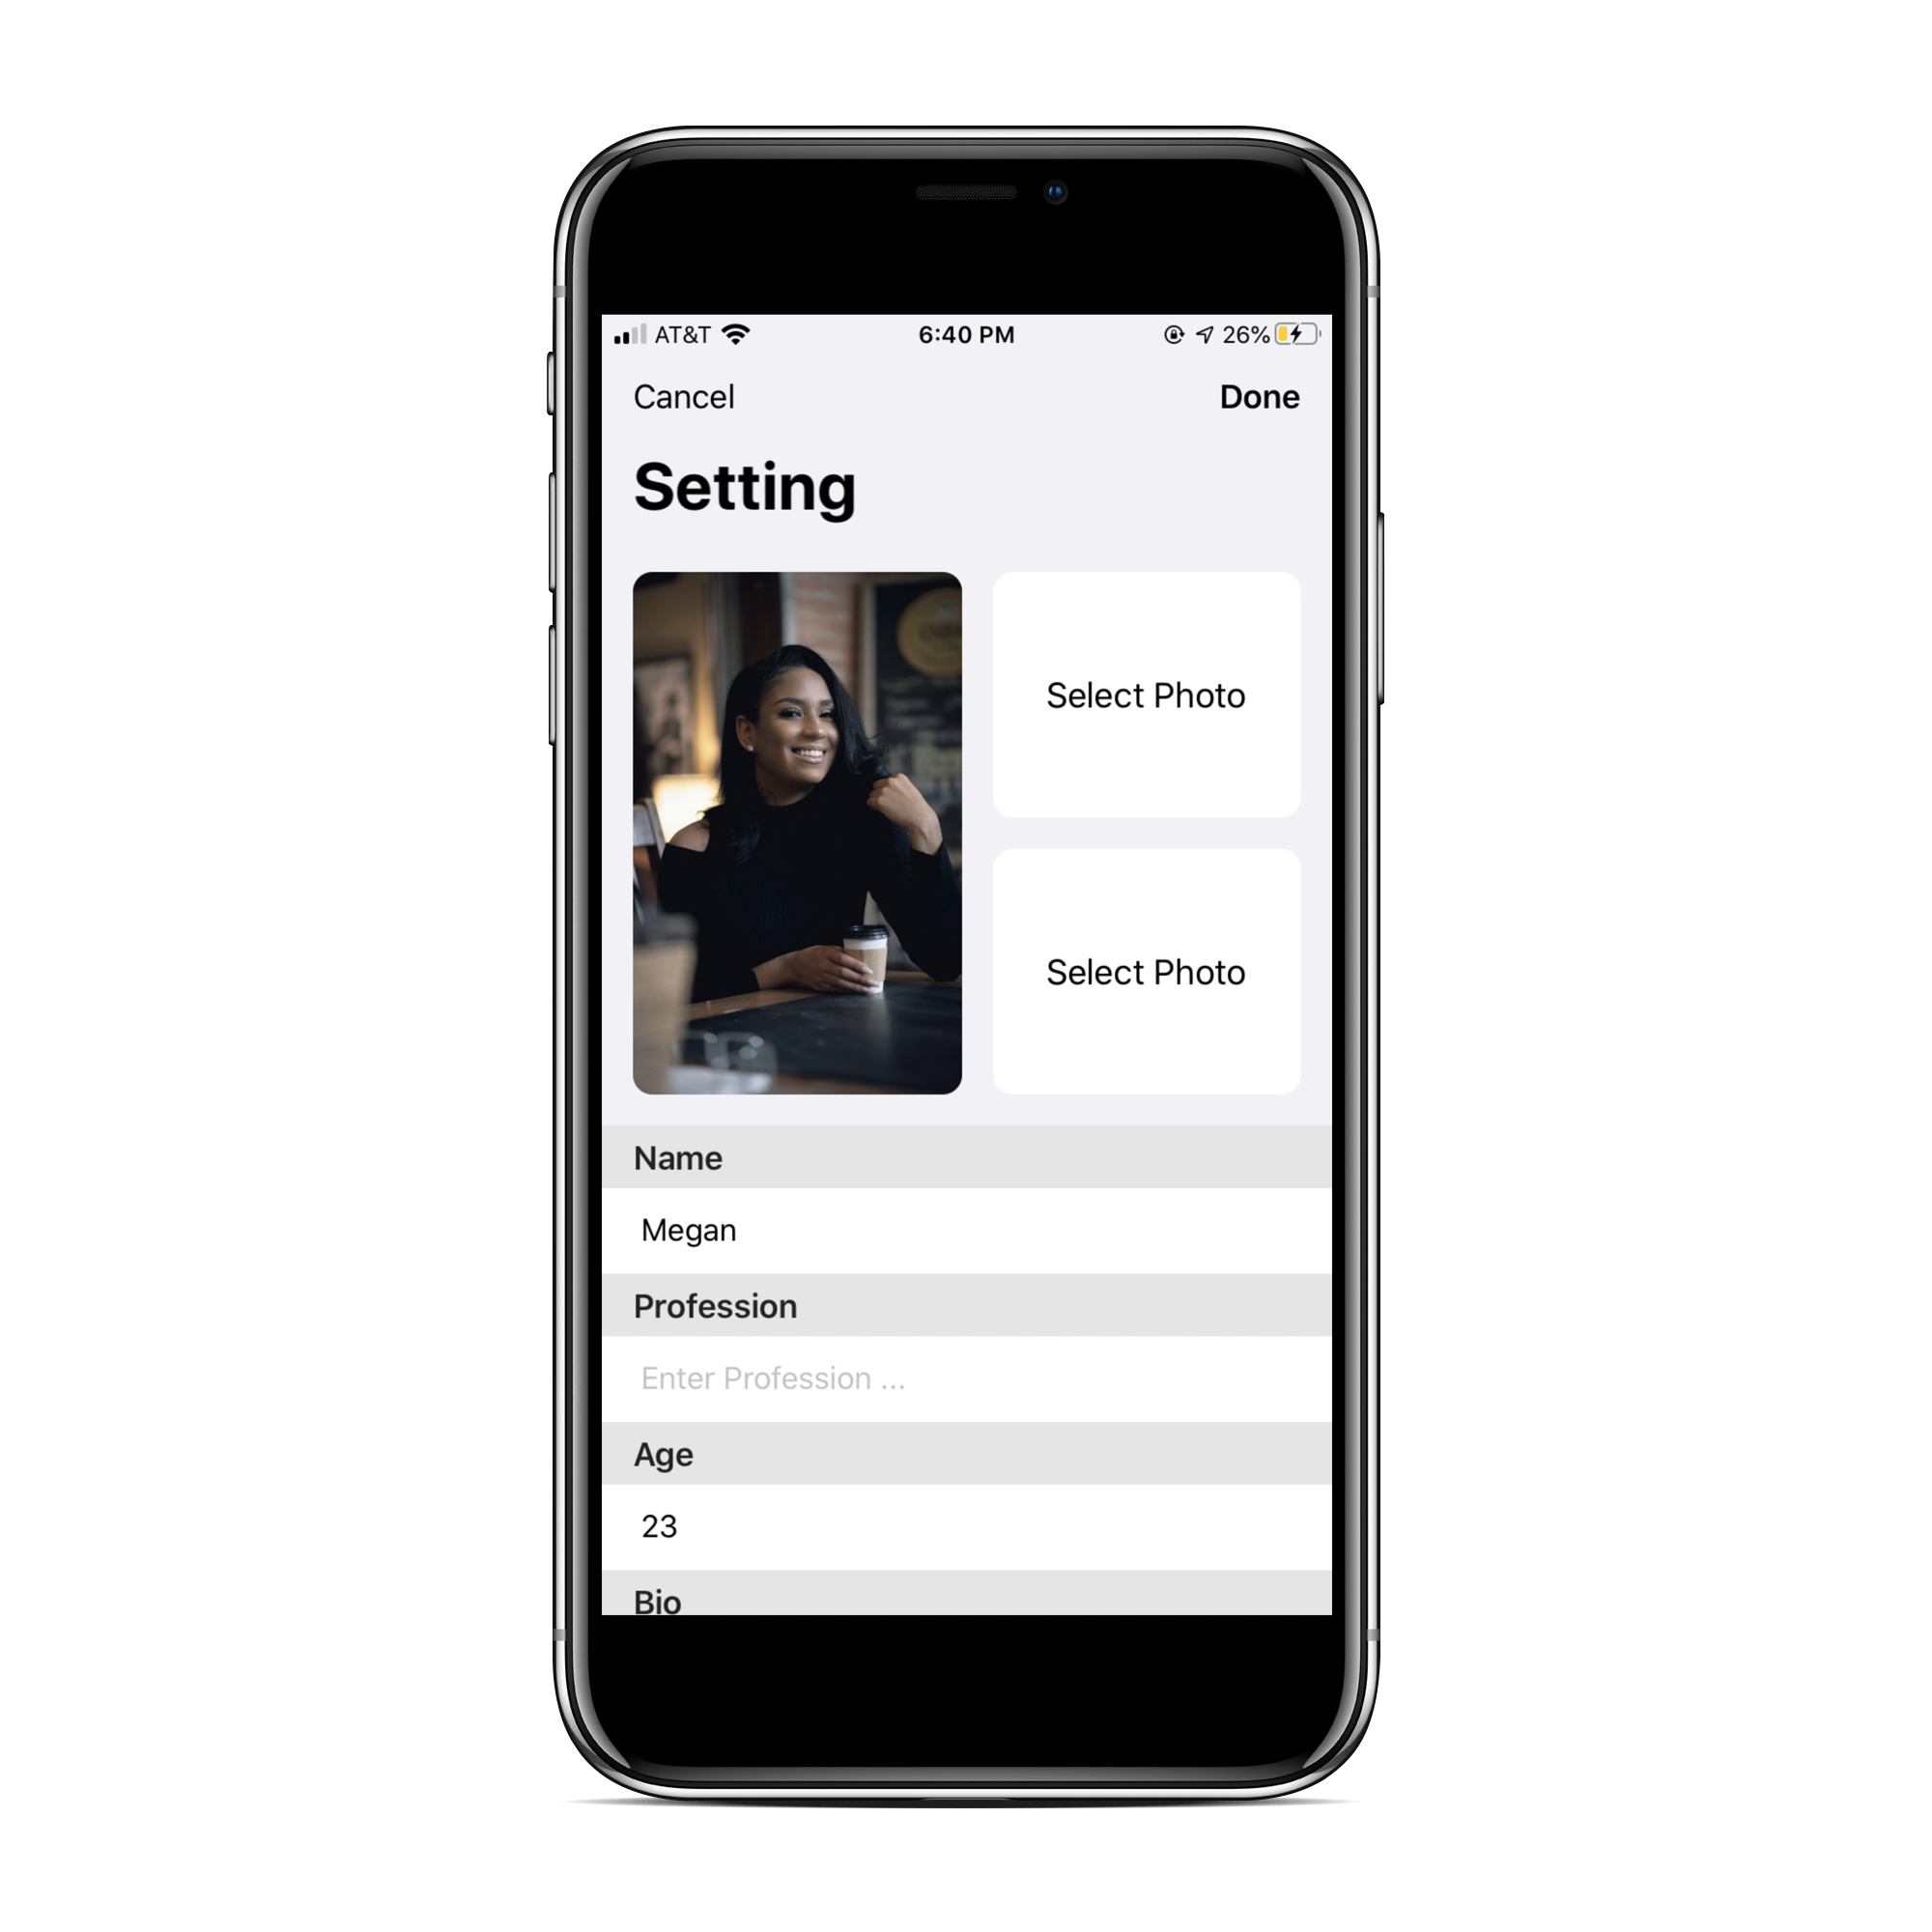 AT&T 6:40 PM 26%
Cancel Done
Setting
Select Photo
Select Photo
Name
Megan
Profession
Enter Profession ...
Age
23
Bio